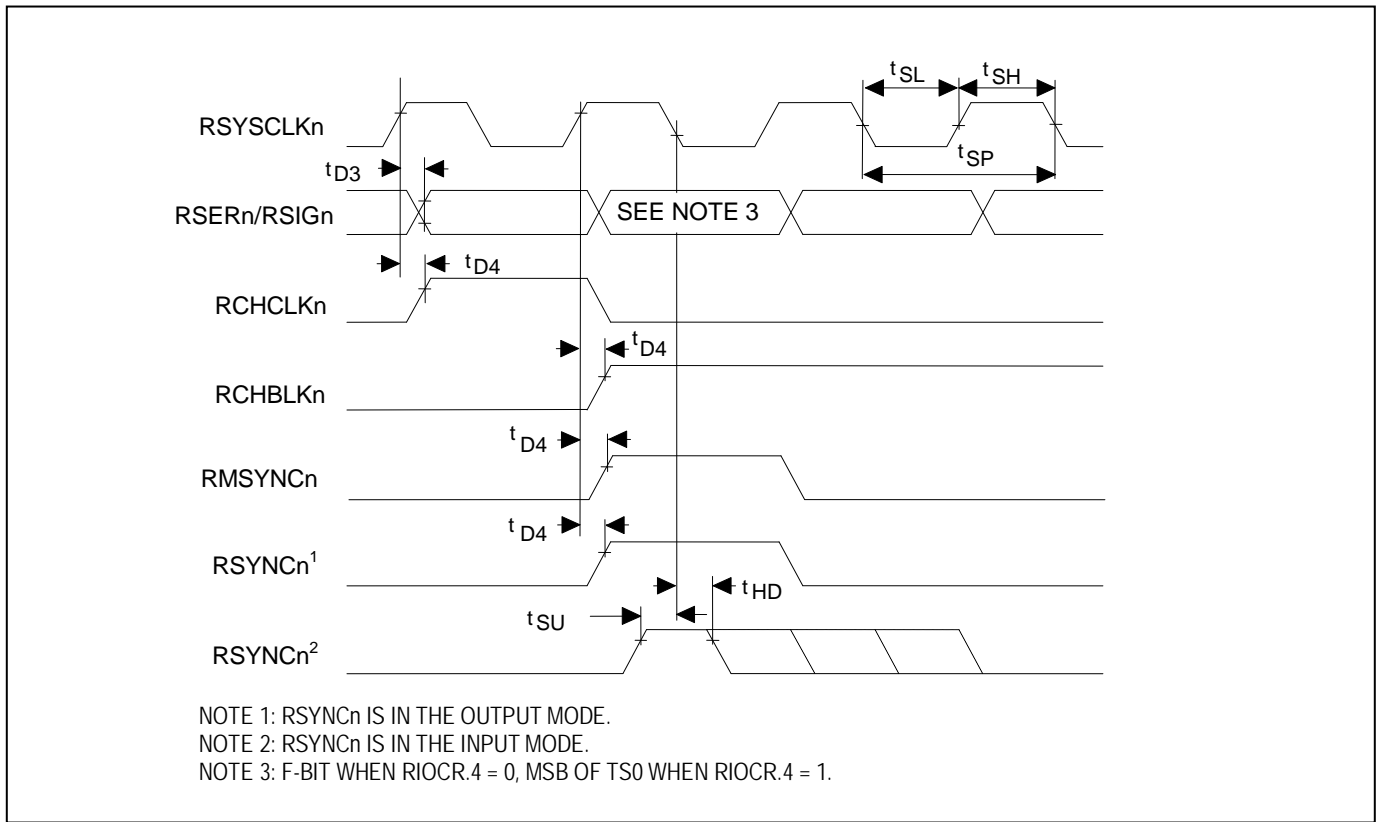 tSL
tSH
RSYSCLKn
tSP
tD3
RSERn/RSIGn
SEE NOTE 3
tD4
RCHCLKn
tD4
RCHBLKn
tD4
RMSYNCn
tD4
RSYNCn¹
tHD
tSU
RSYNCn²
NOTE 1: RSYNCn IS IN THE OUTPUT MODE.
NOTE 2: RSYNCn IS IN THE INPUT MODE.
NOTE 3: F-BIT WHEN RIOCR.4 = 0, MSB OF TS0 WHEN RIOCR.4 = 1.